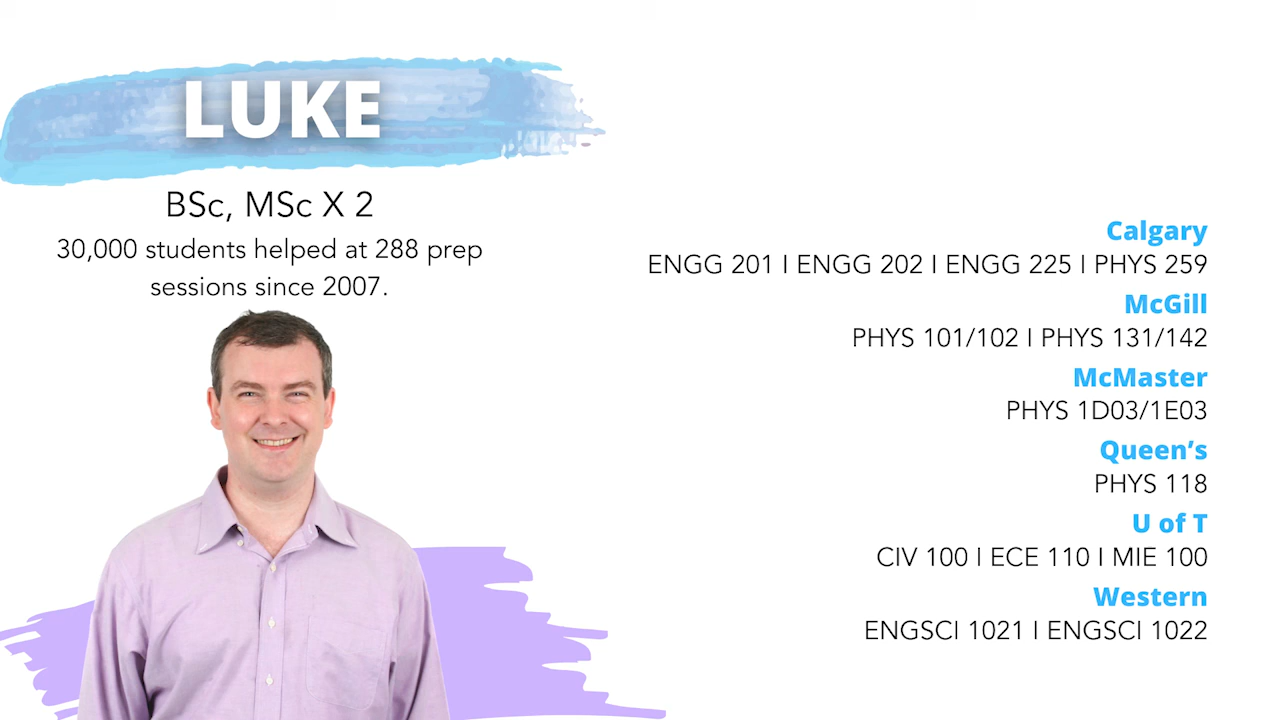 LUKE
BSc, MSc X 2
30,000 students helped at 288 prep
sessions since 2007.
Calgary
ENGG 201 I ENGG 202 I ENGG 225 I PHYS 259
McGill
PHYS 101/102 I PHYS 131/142
McMaster
PHYS 1D03/1E03
Queen’s
PHYS 118
U of T
CIV 100 I ECE 110 I MIE 100
Western
ENGSCI 1021 I ENGSCI 1022